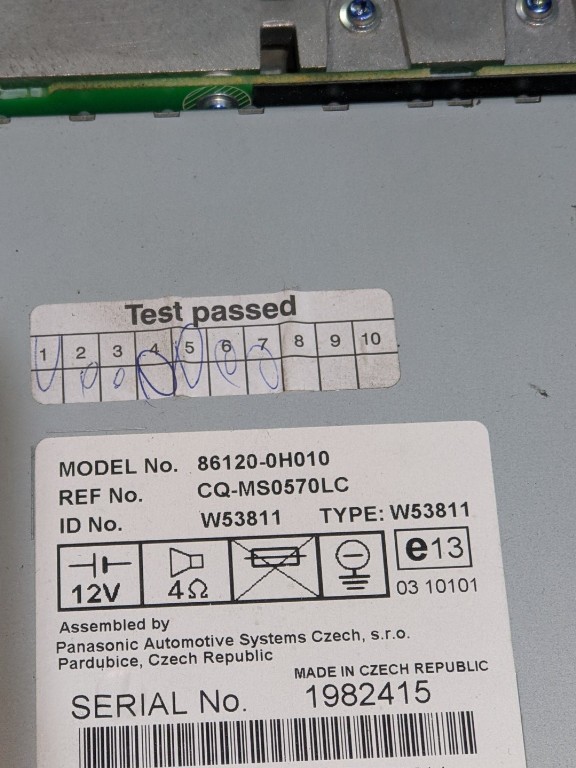 Test passed
1 2 3 4 5 6 7 8 9 10
MODEL No. 86120-0H010
REF No. CQ-MS0570LC
ID No. W53811 TYPE: W53811
12V 4Ω e13
03 10101
Assembled by
Panasonic Automotive Systems Czech, s.r.o.
Pardubice, Czech Republic
MADE IN CZECH REPUBLIC
SERIAL No. 1982415